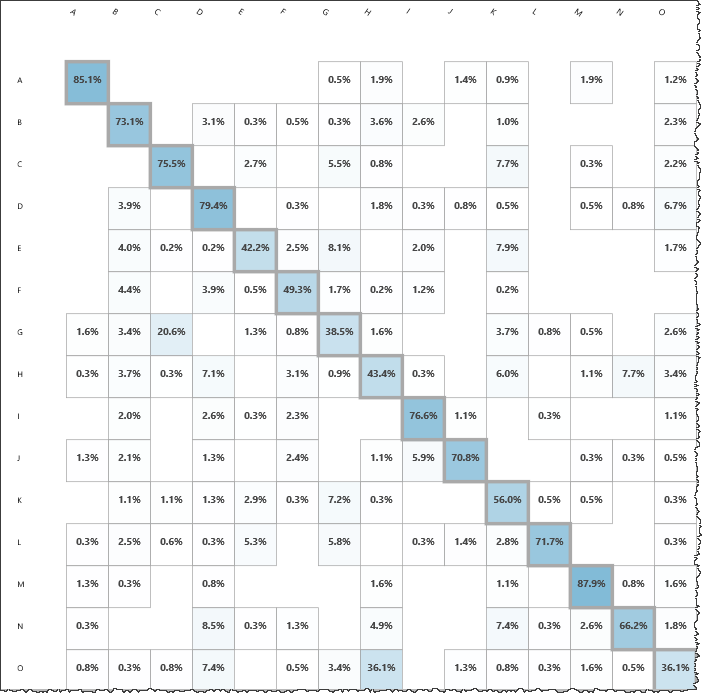 A B C D E F G H I J K L M N O
A 85.1% 0.5% 1.9% 1.4% 0.9% 1.9% 1.2%
B 73.1% 3.1% 0.3% 0.5% 0.3% 3.6% 2.6% 1.0% 2.3%
C 75.5% 2.7% 5.5% 0.8% 7.7% 0.3% 2.2%
D 3.9% 79.4% 0.3% 1.8% 0.3% 0.8% 0.5% 0.5% 0.8% 6.7%
E 4.0% 0.2% 0.2% 42.2% 2.5% 8.1% 2.0% 7.9% 1.7%
F 4.4% 3.9% 0.5% 49.3% 1.7% 0.2% 1.2% 0.2%
G 1.6% 3.4% 20.6% 1.3% 0.8% 38.5% 1.6% 3.7% 0.8% 0.5% 2.6%
H 0.3% 3.7% 0.3% 7.1% 3.1% 0.9% 43.4% 0.3% 6.0% 1.1% 7.7% 3.4%
I 2.0% 2.6% 0.3% 2.3% 76.6% 1.1% 0.3% 1.1%
J 1.3% 2.1% 1.3% 2.4% 1.1% 5.9% 70.8% 0.3% 0.3% 0.5%
K 1.1% 1.1% 1.3% 2.9% 0.3% 7.2% 0.3% 56.0% 0.5% 0.5% 0.3%
L 0.3% 2.5% 0.6% 0.3% 5.3% 5.8% 0.3% 1.4% 2.8% 71.7% 0.3%
M 1.3% 0.3% 0.8% 1.6% 1.1% 87.9% 0.8% 1.6%
N 0.3% 8.5% 0.3% 1.3% 4.9% 7.4% 0.3% 2.6% 66.2% 1.8%
O 0.8% 0.3% 0.8% 7.4% 0.5% 3.4% 36.1% 1.3% 0.8% 0.3% 1.6% 0.5% 36.1%